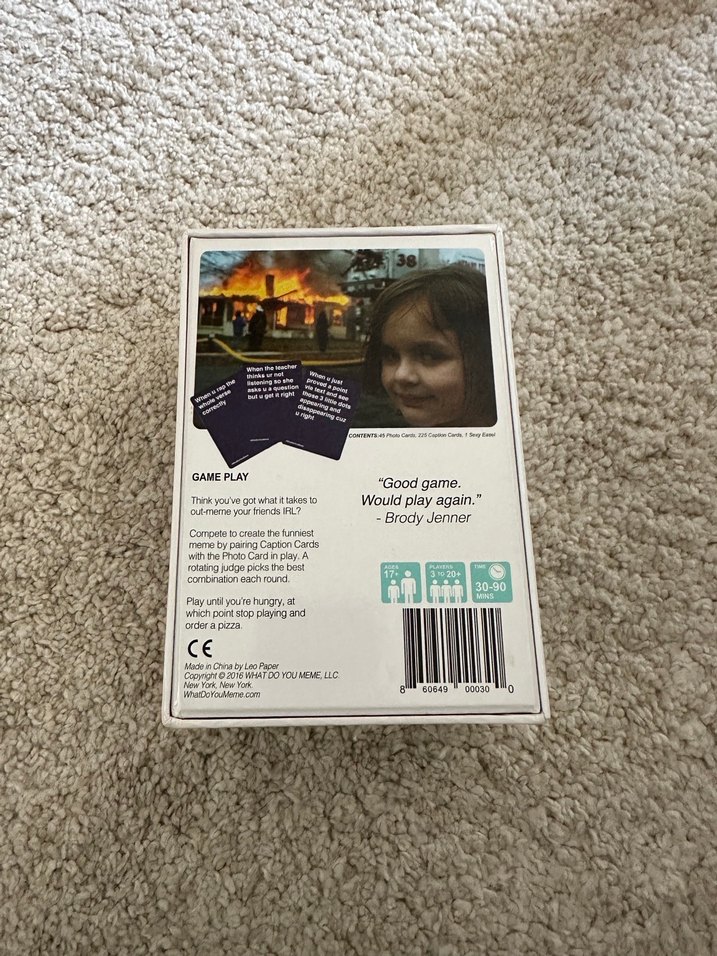 38
When u rap the
whole verse
correctly
When the teacher
thinks ur not
listening so she
asks u a question
but u get it right
When u just
proved a point
via text and see
those 3 little dots
appearing and
disappearing cuz
u right
CONTENTS:45 Photo Cards, 225 Caption Cards, 1 Sexy Easel
GAME PLAY
Think you've got what it takes to
out-meme your friends IRL?
Compete to create the funniest
meme by pairing Caption Cards
with the Photo Card in play. A
rotating judge picks the best
combination each round.
Play until you're hungry, at
which point stop playing and
order a pizza.
“Good game.
Would play again.”
- Brody Jenner
AGES
17+
PLAYERS
3 TO 20+
TIME
30-90
MINS
CE
Made in China by Leo Paper
Copyright © 2016 WHAT DO YOU MEME, LLC.
New York, New York
WhatDoYouMeme.com
8 60649 00030 0